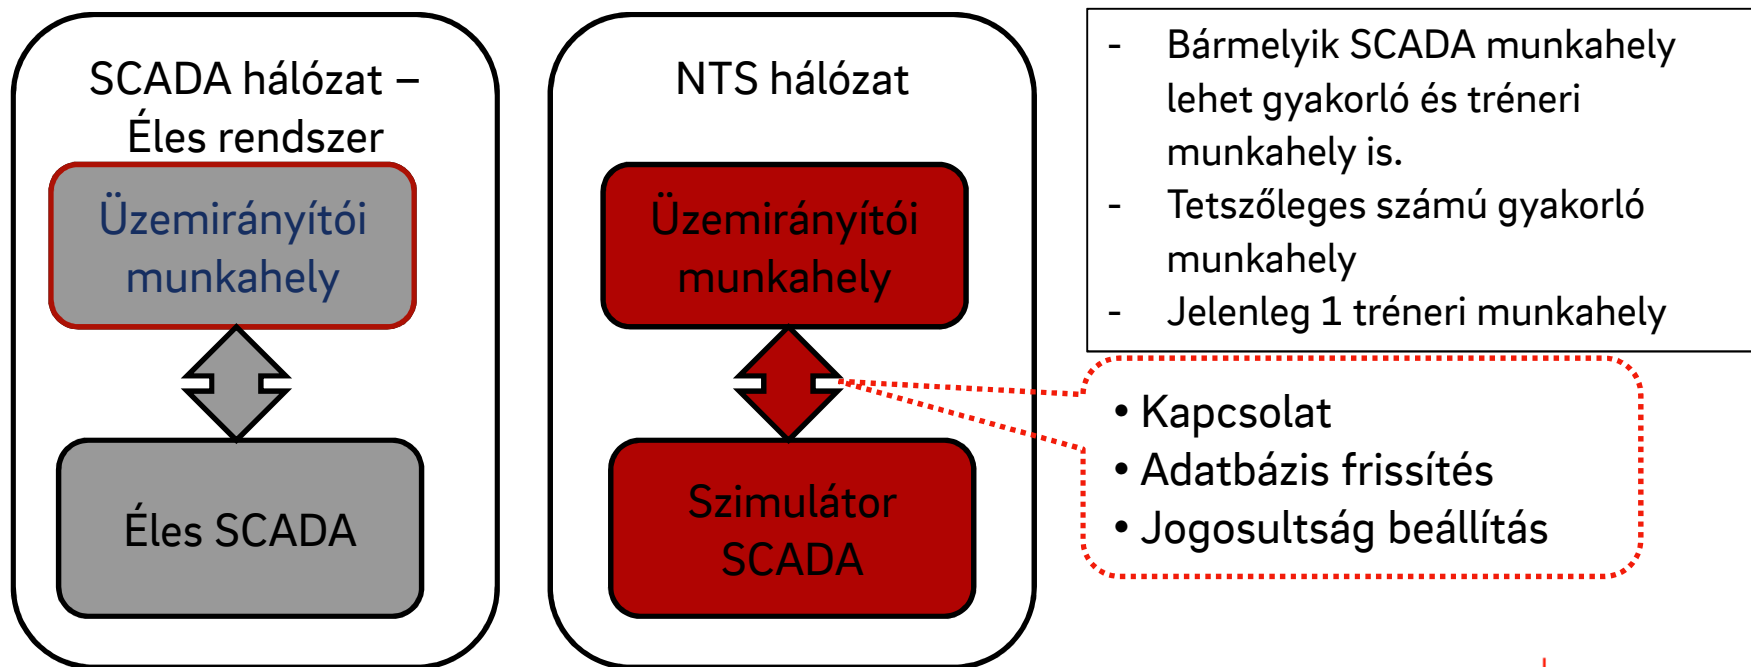 SCADA hálózat –
Éles rendszer
Üzemirányítói
munkahely
Éles SCADA
NTS hálózat
Üzemirányítói
munkahely
Szimulátor
SCADA
- Bármelyik SCADA munkahely
lehet gyakorló és tréneri
munkahely is.
- Tetszőleges számú gyakorló
munkahely
- Jelenleg 1 tréneri munkahely
• Kapcsolat
• Adatbázis frissítés
• Jogosultság beállítás